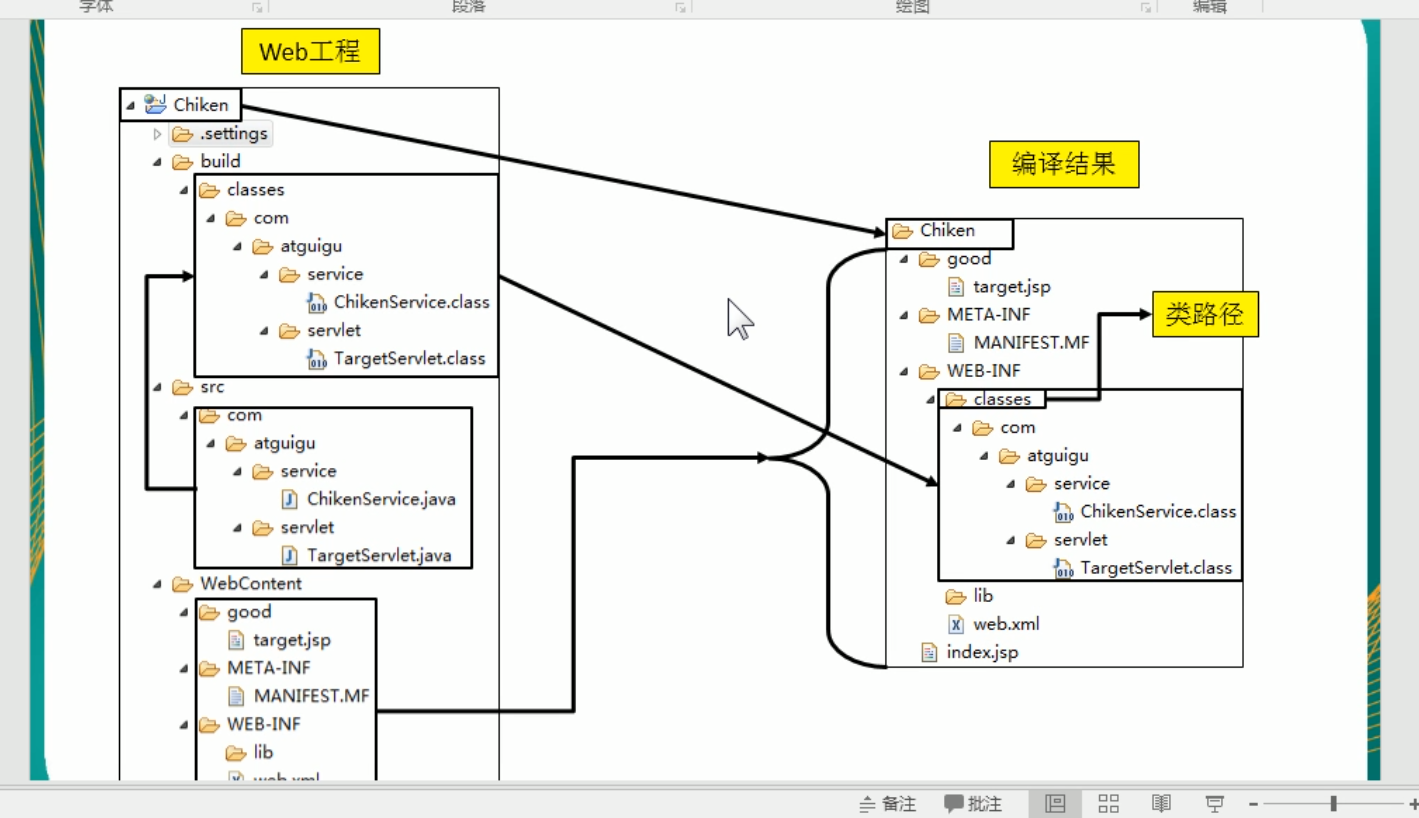 字体
段落
绘图
编辑
Web工程
Chiken
.settings
build
classes
com
atguigu
service
ChikenService.class
servlet
TargetServlet.class
src
com
atguigu
service
ChikenService.java
servlet
TargetServlet.java
WebContent
good
target.jsp
META-INF
MANIFEST.MF
WEB-INF
lib
web.xml
编译结果
Chiken
good
target.jsp
META-INF
MANIFEST.MF
WEB-INF
类路径
classes
com
atguigu
service
ChikenService.class
servlet
TargetServlet.class
lib
web.xml
index.jsp
备注
批注